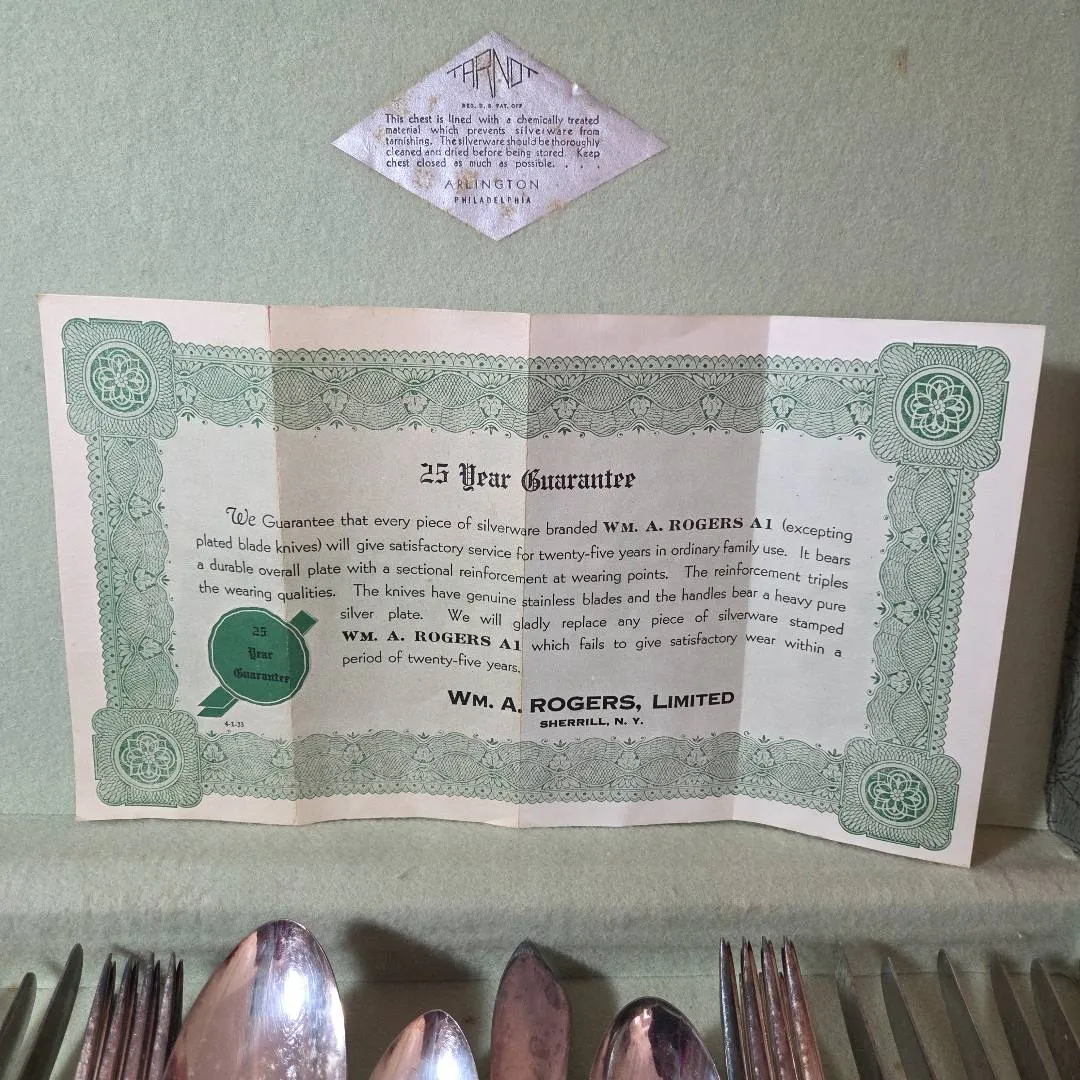 TARNOT
REG. U. S. PAT. OFF
This chest is lined with a chemically treated
material which prevents silverware from
tarnishing. The silverware should be thoroughly
cleaned and dried before being stored. Keep
chest closed as much as possible. . . .
ARLINGTON
PHILADELPHIA
25 Year Guarantee
We Guarantee that every piece of silverware branded WM. A. ROGERS A1 (excepting
plated blade knives) will give satisfactory service for twenty-five years in ordinary family use. It bears
a durable overall plate with a sectional reinforcement at wearing points. The reinforcement triples
the wearing qualities. The knives have genuine stainless blades and the handles bear a heavy pure
silver plate. We will gladly replace any piece of silverware stamped
WM. A. ROGERS A1 which fails to give satisfactory wear within a
period of twenty-five years.
25
Year
Guarantee
WM. A. ROGERS, LIMITED
SHERRILL, N. Y.
4-1-33